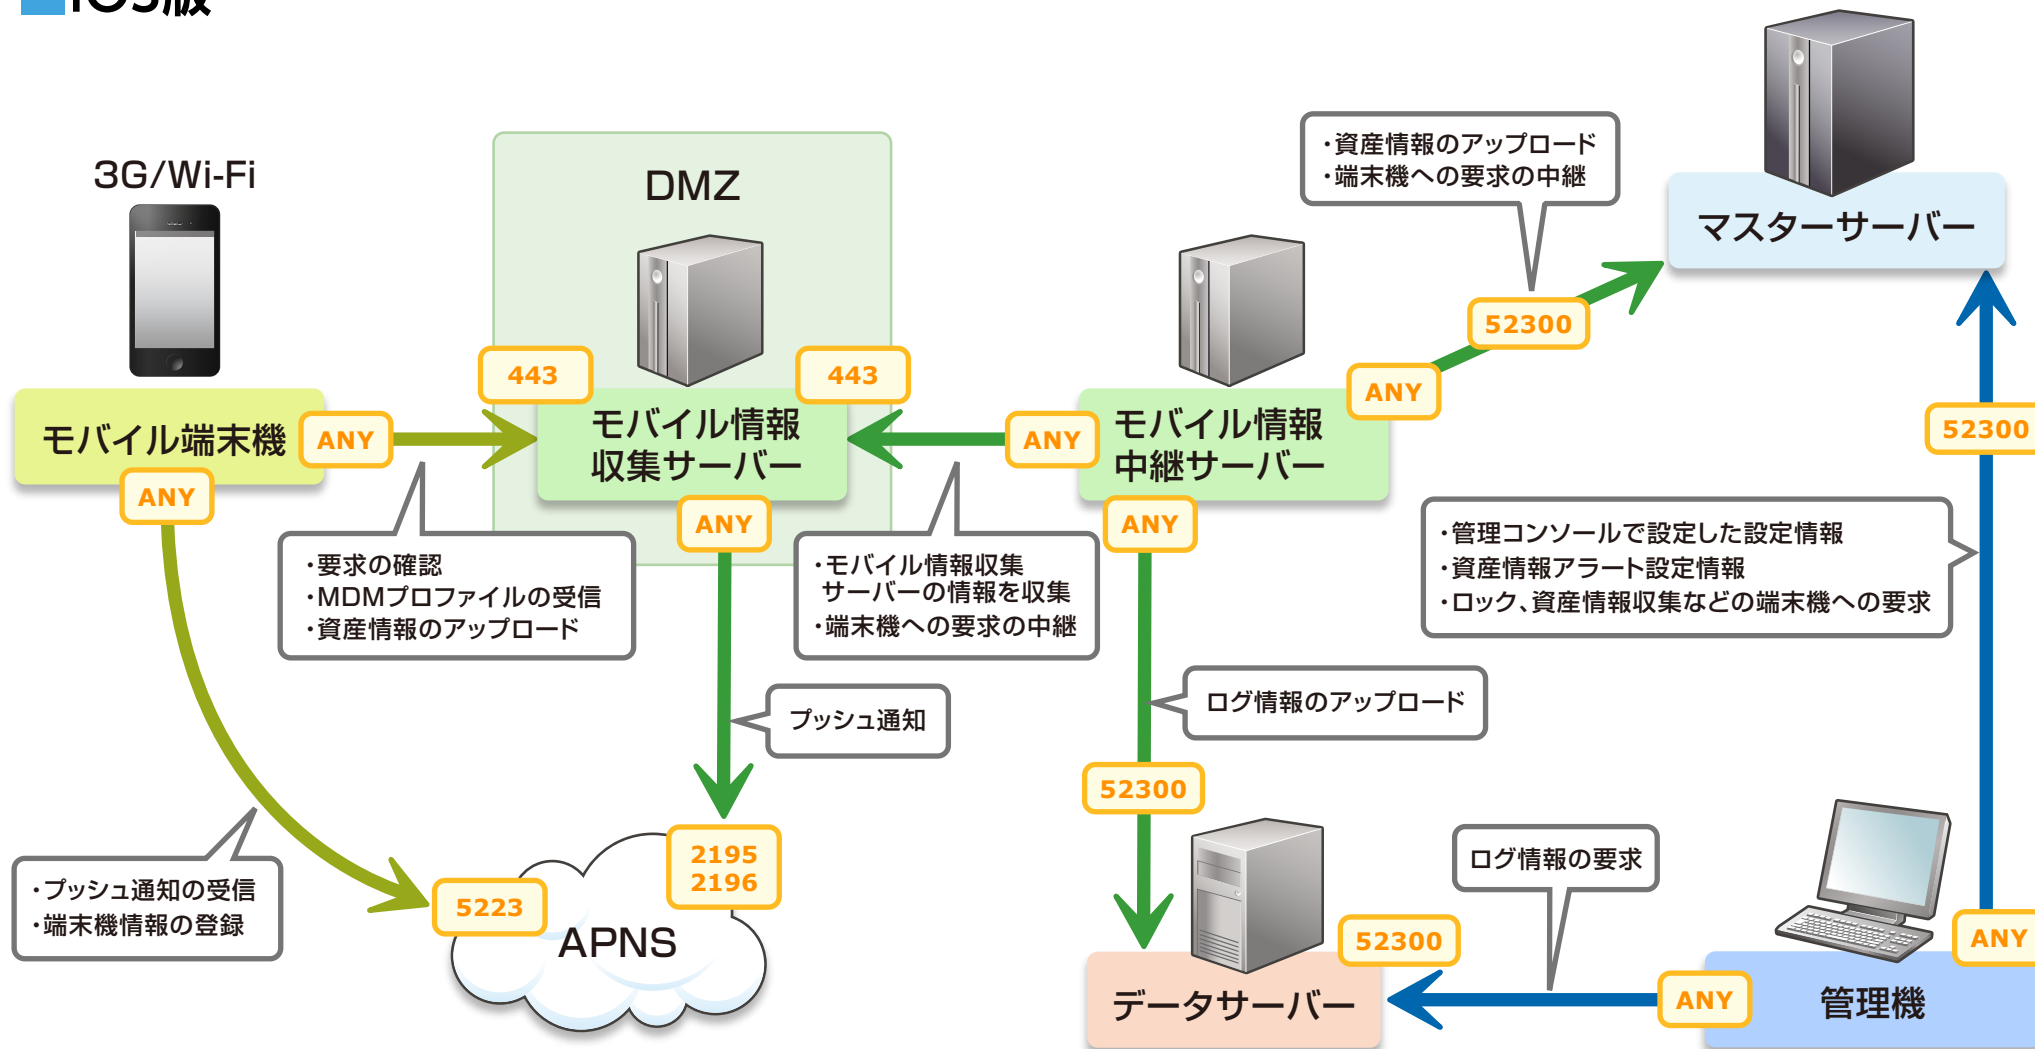 iOS版
3G/Wi-Fi
DMZ
・資産情報のアップロード
・端末機への要求の中継
マスターサーバー
52300
443
443
ANY
モバイル端末機
ANY
モバイル情報
収集サーバー
ANY
モバイル情報
中継サーバー
52300
ANY
ANY
ANY
・要求の確認
・MDMプロファイルの受信
・資産情報のアップロード
・モバイル情報収集
サーバーの情報を収集
・端末機への要求の中継
・管理コンソールで設定した設定情報
・資産情報アラート設定情報
・ロック、資産情報収集などの端末機への要求
プッシュ通知
ログ情報のアップロード
52300
2195
2196
・プッシュ通知の受信
・端末機情報の登録
5223
APNS
ログ情報の要求
52300
ANY
データサーバー
ANY
管理機